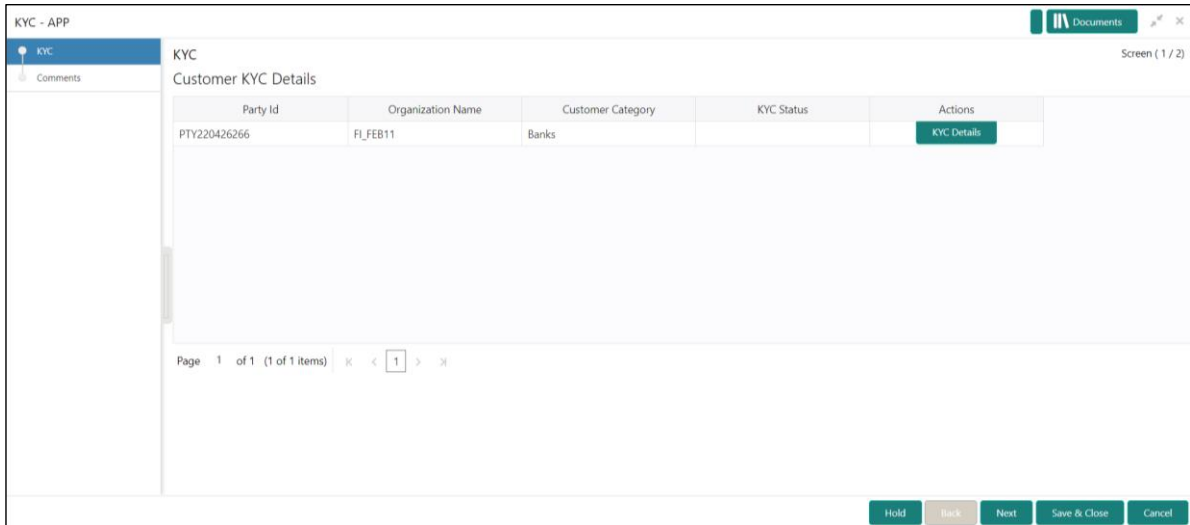 KYC - APP
Documents
KYC
Comments
KYC
Screen ( 1 / 2)
Customer KYC Details
Party Id Organization Name Customer Category KYC Status Actions
PTY220426266 FI_FEB11 Banks KYC Details
Page 1 of 1 (1 of 1 items) 1
Hold Back Next Save & Close Cancel